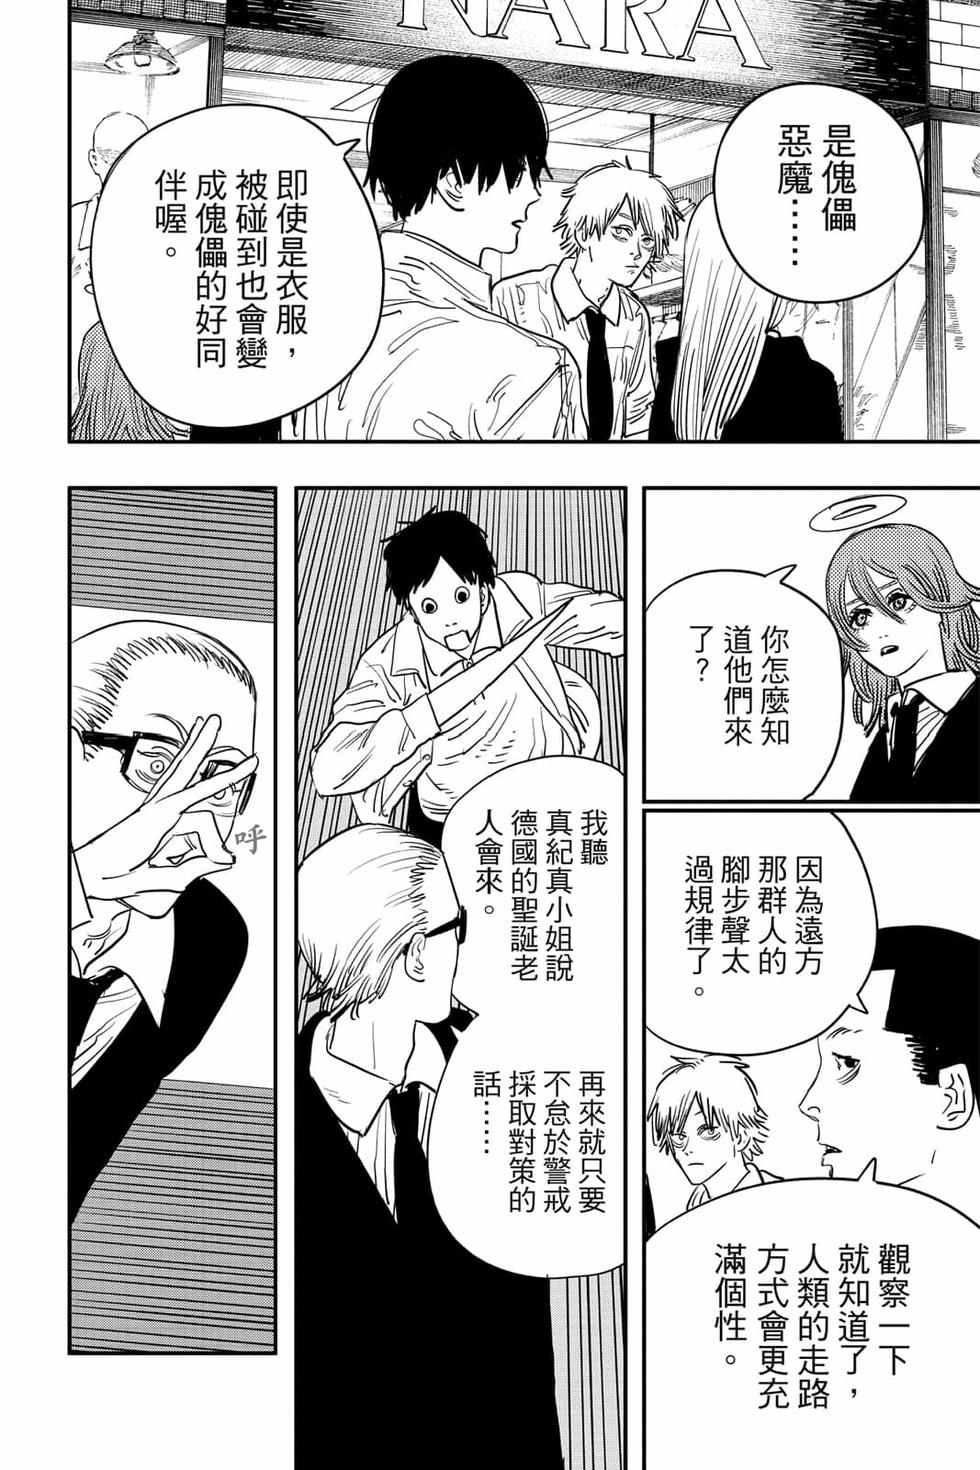 NARA
是傀儡
惡魔……
即使是衣服，
被碰到也會變
成傀儡的好同
伴喔。
你怎麼知
道他們來
了？
因為遠方
那群人的
腳步聲太
過規律了。
觀察一下
就知道了，
人類的走路
方式會更充
滿個性。
我聽
真紀真小姐說
德國的聖誕老
人會來。
再來就只要
不怠於警戒
採取對策的
話……
呼